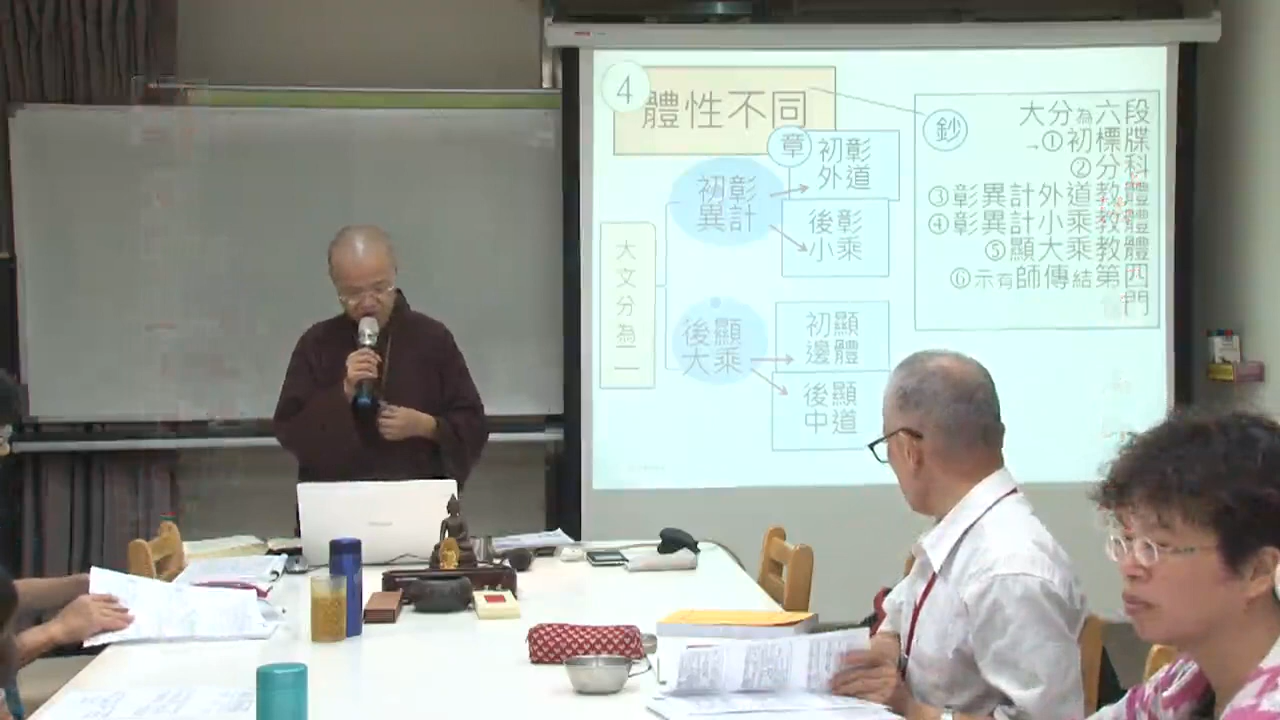 4
體性不同
章
初彰
外道
初彰
異計
後彰
小乘
大文分為二
後顯
大乘
初顯
邊體
後顯
中道
鈔
大分為六段
→①初標牒
②分科
③彰異計外道教體
④彰異計小乘教體
⑤顯大乘教體
⑥示有師傳結第四
門